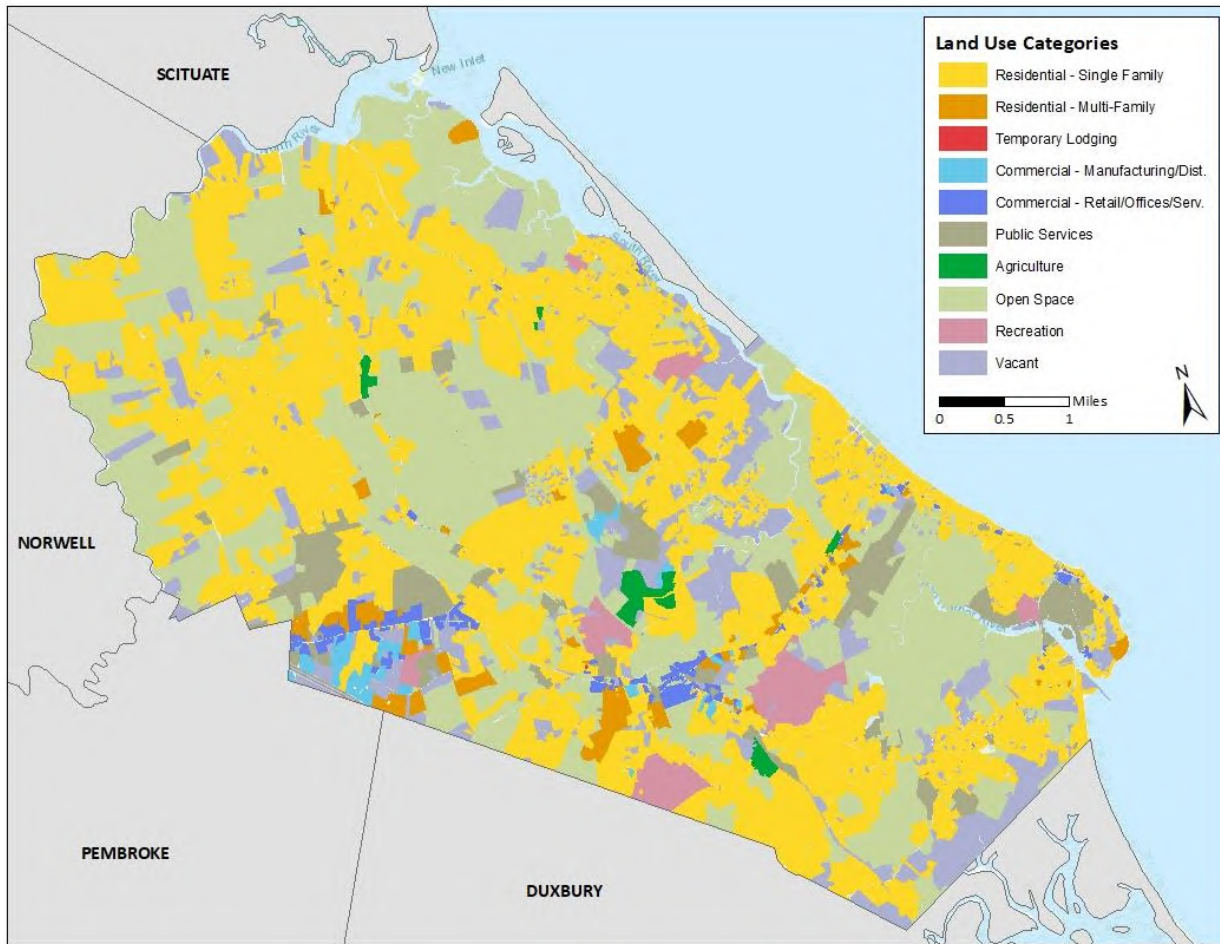 SCITUATE
New Inlet
North River
South River
NORWELL
PEMBROKE
DUXBURY
Land Use Categories
Residential - Single Family
Residential - Multi-Family
Temporary Lodging
Commercial - Manufacturing/Dist.
Commercial - Retail/Offices/Serv.
Public Services
Agriculture
Open Space
Recreation
Vacant
Miles
0 0.5 1
N